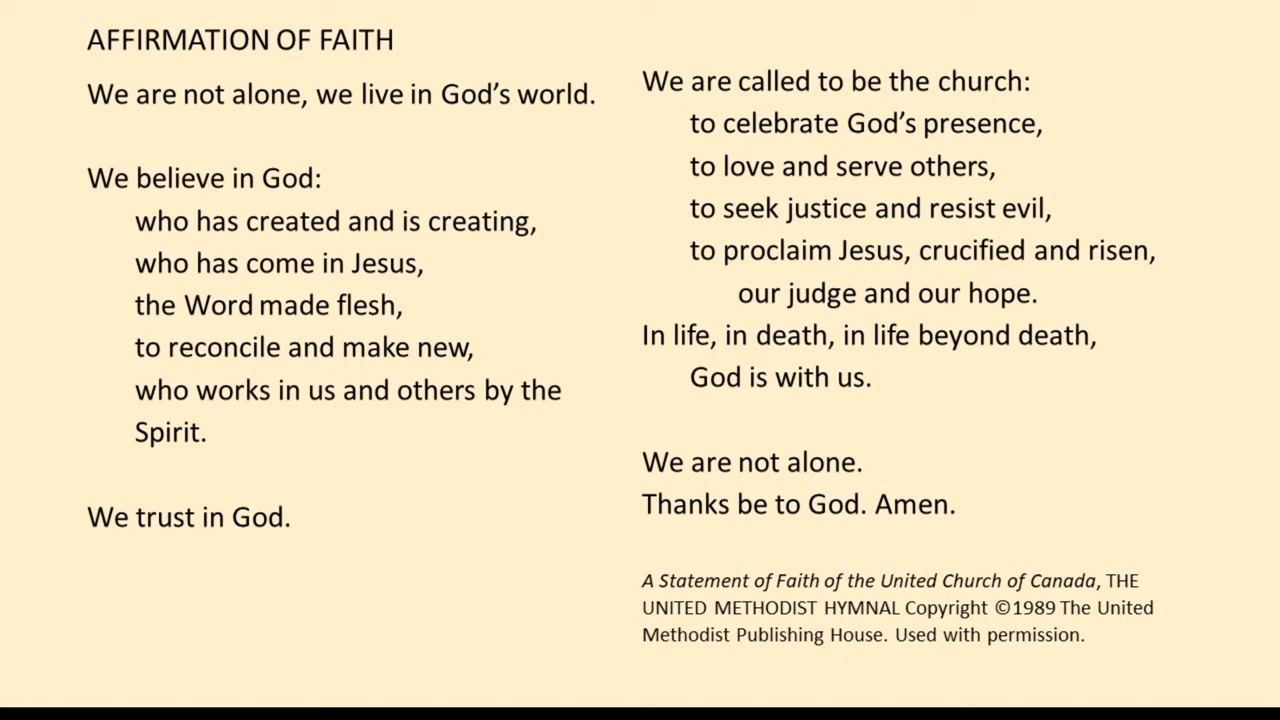 AFFIRMATION OF FAITH
We are not alone, we live in God’s world.
We believe in God:
who has created and is creating,
who has come in Jesus,
the Word made flesh,
to reconcile and make new,
who works in us and others by the
Spirit.
We trust in God.
We are called to be the church:
to celebrate God’s presence,
to love and serve others,
to seek justice and resist evil,
to proclaim Jesus, crucified and risen,
our judge and our hope.
In life, in death, in life beyond death,
God is with us.
We are not alone.
Thanks be to God. Amen.
A Statement of Faith of the United Church of Canada, THE
UNITED METHODIST HYMNAL Copyright ©1989 The United
Methodist Publishing House. Used with permission.